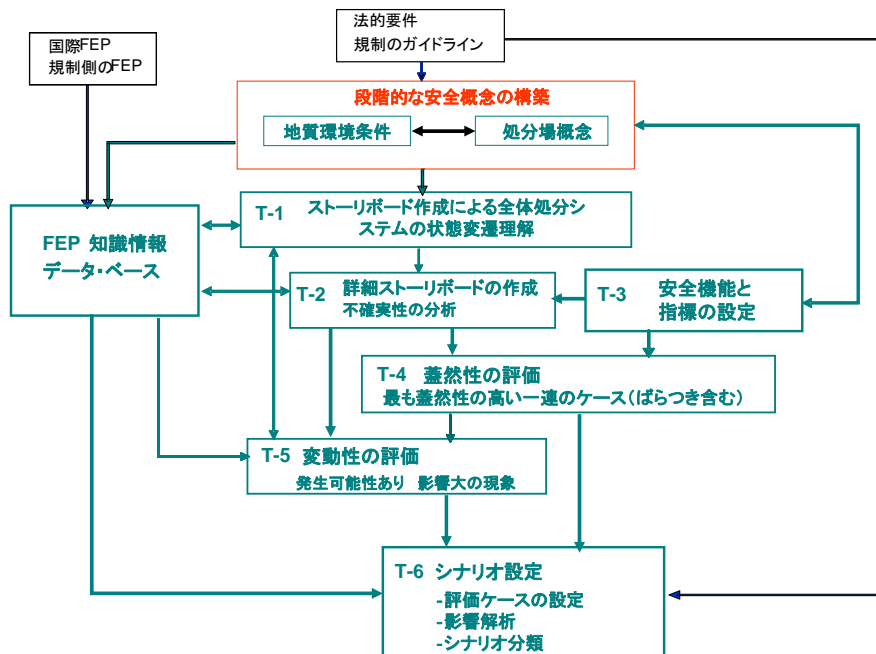 国際FEP
規制側のFEP
法的要件
規制のガイドライン
段階的な安全概念の構築
地質環境条件
処分場概念
T-1 ストーリボード作成による全体処分シ
ステムの状態変遷理解
FEP 知識情報
データ・ベース
T-2 詳細ストーリボードの作成
不確実性の分析
T-3 安全機能と
指標の設定
T-4 蓋然性の評価
最も蓋然性の高い一連のケース(ばらつき含む)
T-5 変動性の評価
発生可能性あり 影響大の現象
T-6 シナリオ設定
-評価ケースの設定
-影響解析
-シナリオ分類